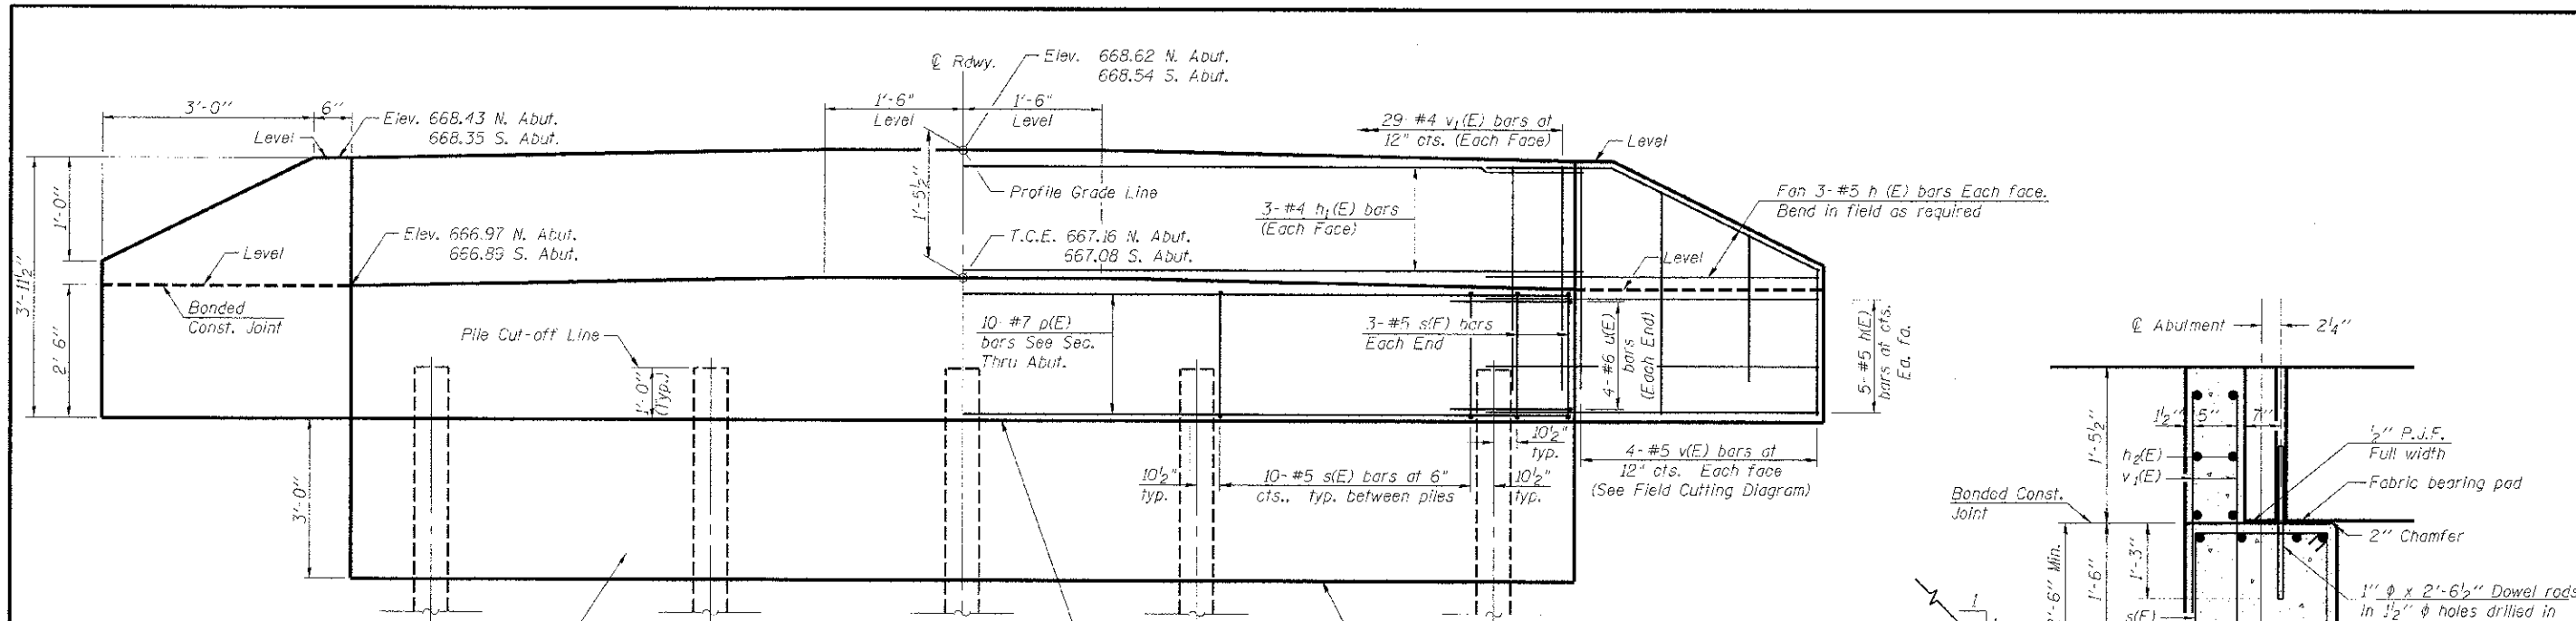 ℄ Rdwy.
Elev. 668.62 N. Abut.
668.54 S. Abut.
3'-0"
6"
Elev. 668.43 N. Abut.
668.35 S. Abut.
Level
1'-6"
Level
1'-6"
Level
29-#4 v₁(E) bars at
12" cts. (Each Face)
Level
1'-0"
3'-11½"
2'-6"
1'-5½"
Profile Grade Line
3-#4 h₁(E) bars
(Each Face)
Fan 3-#5 h (E) bars Each face.
Bend in field as required
Elev. 666.97 N. Abut.
666.89 S. Abut.
Level
T.C.E. 667.16 N. Abut.
667.08 S. Abut.
Level
Bonded
Const. Joint
Pile Cut-off Line
1'-0"
(Typ.)
10-#7 p(E)
bars See Sec.
Thru Abut.
3-#5 s(E) bars
Each End
4-#6 u(E)
bars
(Each End)
5-#5 h(E)
bars at cts.
Ea. fa.
3'-0"
10½"
typ.
10-#5 s(E) bars at 6"
cts., typ. between piles
10½"
typ.
10½"
typ.
4-#5 v(E) bars at
12" cts. Each face
(See Field Cutting Diagram)
℄ Abutment
2¼"
1½"
5"
7"
1'-5½"
½" P.J.F.
Full width
h₂(E)
v₁(E)
Fabric bearing pad
Bonded Const.
Joint
2" Chamfer
1'-3"
1'-6"
'-6" Min.
1
1" ϕ x 2'-6½" Dowel rods
in 1½" ϕ holes drilled in
s(E)